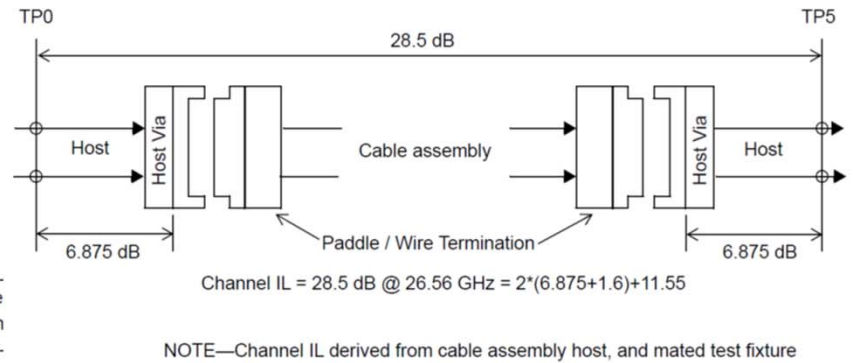 TP0 TP5
28.5 dB
Host Via Host Via
Host Cable assembly Host
6.875 dB Paddle / Wire Termination 6.875 dB
Channel IL = 28.5 dB @ 26.56 GHz = 2*(6.875+1.6)+11.55
NOTE—Channel IL derived from cable assembly host, and mated test fixture